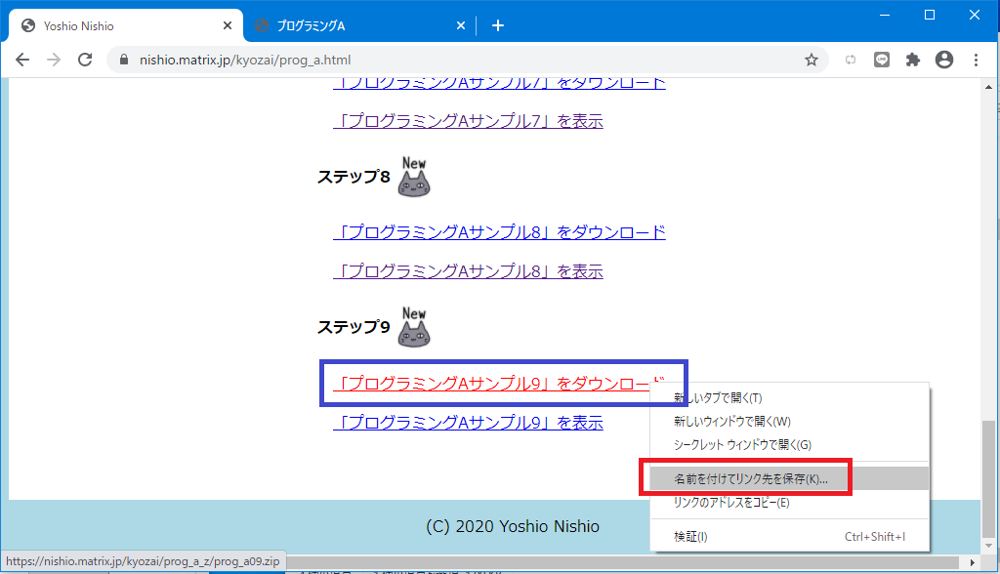 Yoshio Nishio
プログラミングA
nishio.matrix.jp/kyozai/prog_a.html
「プログラミングAサンプル7」をダウンロード
「プログラミングAサンプル7」を表示
ステップ8 New
「プログラミングAサンプル8」をダウンロード
「プログラミングAサンプル8」を表示
ステップ9 New
「プログラミングAサンプル9」をダウンロード
「プログラミングAサンプル9」を表示
新しいタブで開く(T)
新しいウィンドウで開く(W)
シークレット ウィンドウで開く(G)
名前を付けてリンク先を保存(K)...
リンクのアドレスをコピー(E)
検証(I) Ctrl+Shift+I
(C) 2020 Yoshio Nishio
https://nishio.matrix.jp/kyozai/prog_a_z/prog_a09.zip